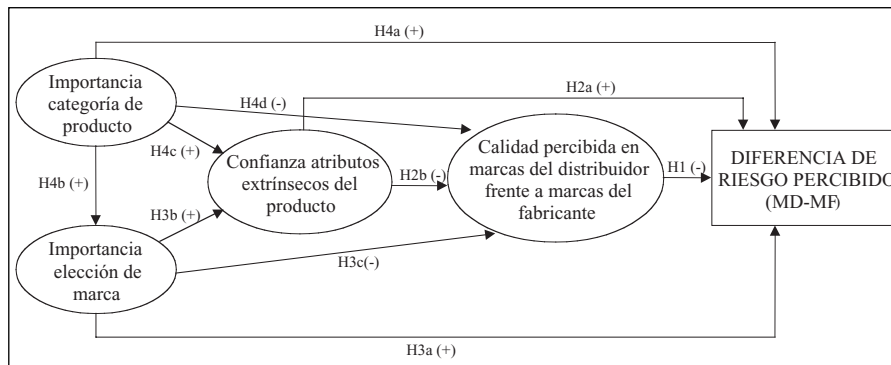 H4a (+)
Importancia
categoría de
producto
H4d (-)
H2a (+)
H4c (+)
H4b (+)
Confianza atributos
extrínsecos del
producto
H2b (-)
Calidad percibida en
marcas del distribuidor
frente a marcas del
fabricante
H1 (-)
DIFERENCIA DE
RIESGO PERCIBIDO
(MD-MF)
H3b (+)
Importancia
elección de
marca
H3c(-)
H3a (+)